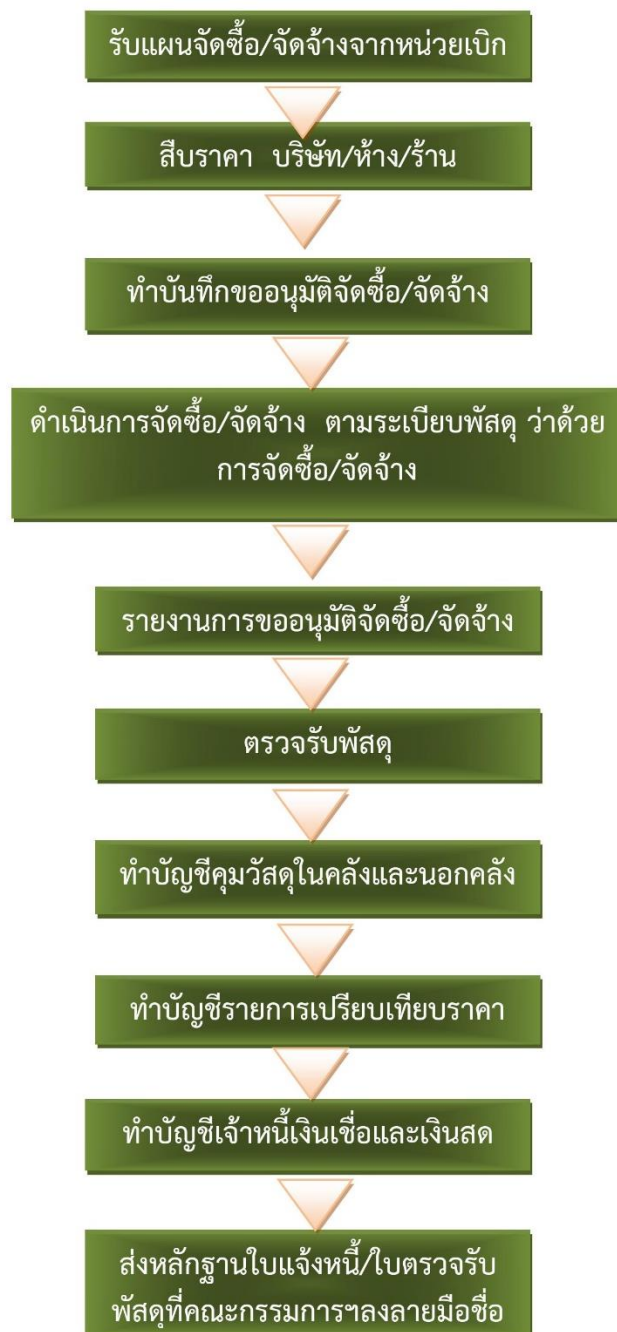 รับแผนจัดซื้อ/จัดจ้างจากหน่วยเบิก
สืบราคา บริษัท/ห้าง/ร้าน
ทำบันทึกขออนุมัติจัดซื้อ/จัดจ้าง
ดำเนินการจัดซื้อ/จัดจ้าง ตามระเบียบพัสดุ ว่าด้วย
การจัดซื้อ/จัดจ้าง
รายงานการขออนุมัติจัดซื้อ/จัดจ้าง
ตรวจรับพัสดุ
ทำบัญชีคุมวัสดุในคลังและนอกคลัง
ทำบัญชีรายการเปรียบเทียบราคา
ทำบัญชีเจ้าหนี้เงินเชื่อและเงินสด
ส่งหลักฐานใบแจ้งหนี้/ใบตรวจรับ
พัสดุที่คณะกรรมการฯลงลายมือชื่อ